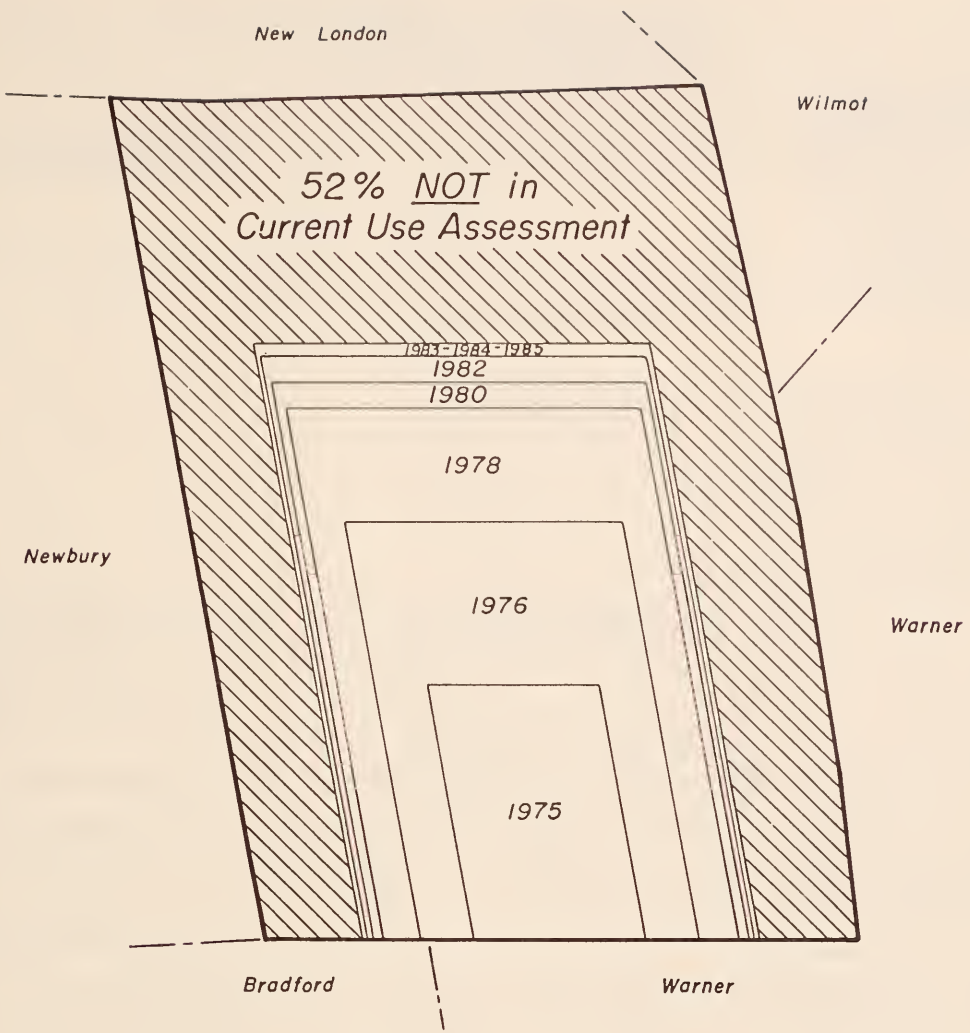 New London
Wilmot
52% NOT in
Current Use Assessment
1983-1984-1985
1982
1980
1978
1976
1975
Newbury
Warner
Bradford
Warner